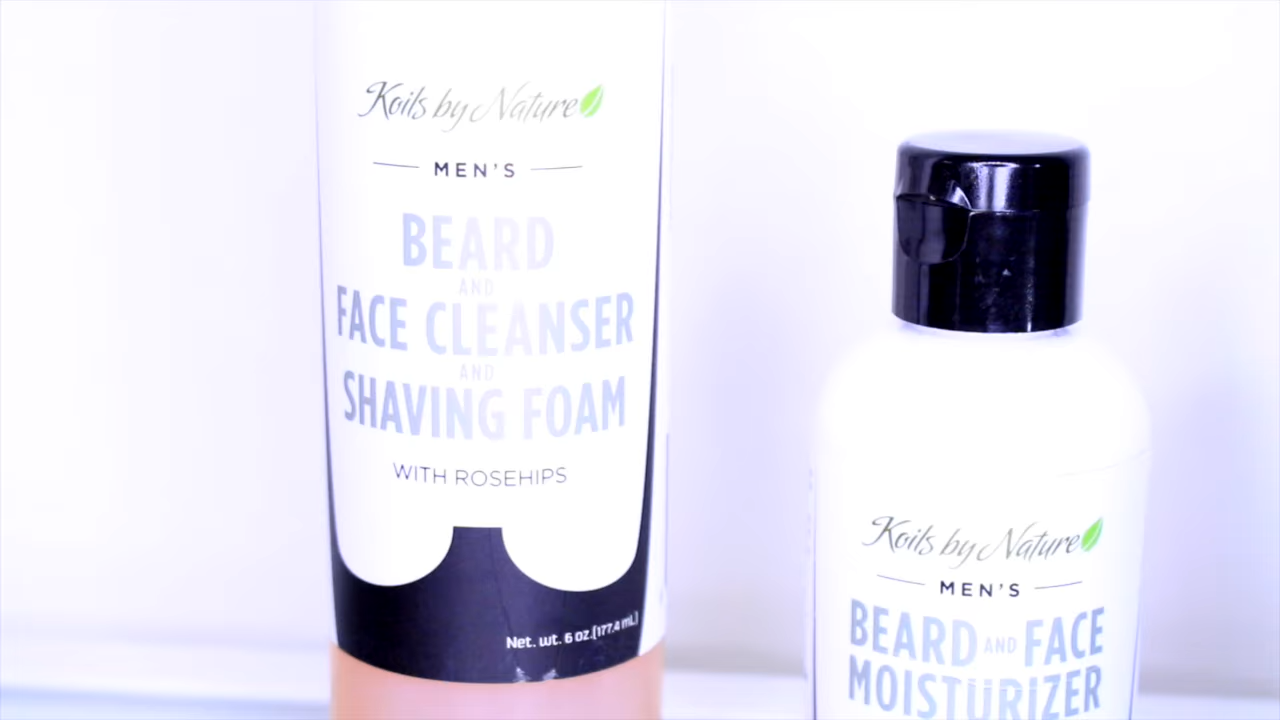 Koils by Nature
MEN'S
BEARD
AND
FACE CLEANSER
AND
SHAVING FOAM
WITH ROSEHIPS
Net. wt. 6 oz.(177.4 mL)
Koils by Nature
MEN'S
BEARD AND FACE
MOISTURIZER